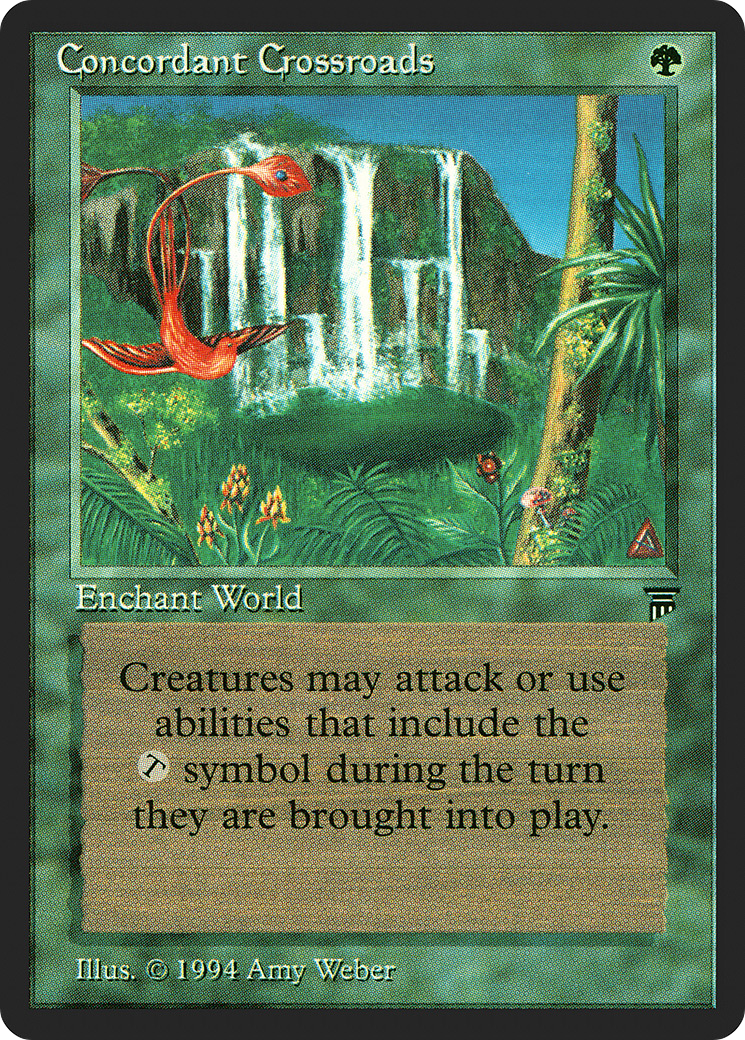 Concordant Crossroads
Enchant World
Creatures may attack or use
abilities that include the
T symbol during the turn
they are brought into play.
Illus. © 1994 Amy Weber